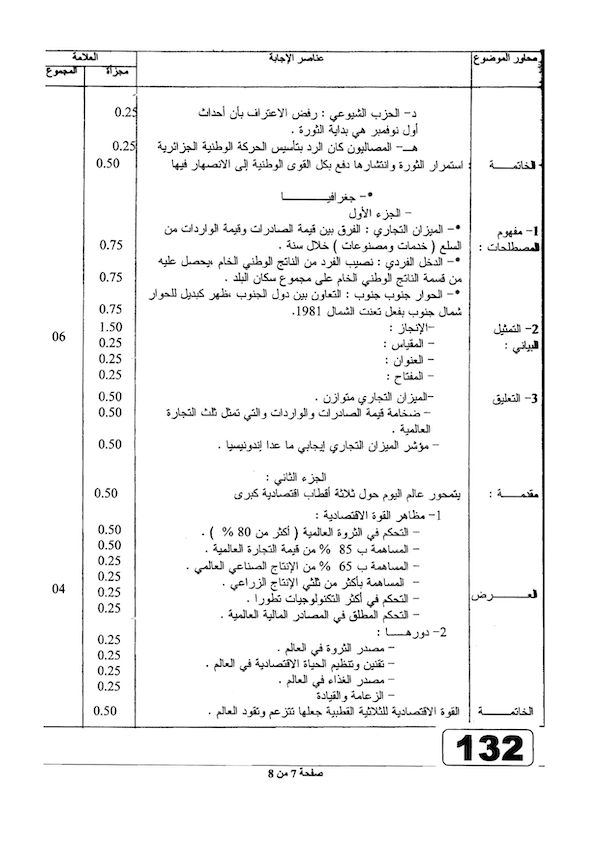 محاور الموضوع عناصر الإجابة العلامة
مجزأة المجموع
د- الحزب الشيوعي : رفض الاعتراف بأن أحداث 0.25
أول نوفمبر هي بداية الثورة .
هـ- المصاليون كان الرد بتأسيس الحركة الوطنية الجزائرية 0.25
الخاتمـــة : استمرار الثورة وانتشارها دفع بكل القوى الوطنية إلى الانصهار فيها 0.50
•- جغرافيـــــا
- الجزء الأول
1- مفهوم •- الميزان التجاري : الفرق بين قيمة الصادرات وقيمة الواردات من
المصطلحات : السلع ( خدمات ومصنوعات ) خلال سنة . 0.75
•- الدخل الفردي : نصيب الفرد من الناتج الوطني الخام ،يحصل عليه
من قسمة الناتج الوطني الخام على مجموع سكان البلد . 0.75
•- الحوار جنوب جنوب : التعاون بين دول الجنوب ،ظهر كبديل للحوار
شمال جنوب بفعل تعنت الشمال 1981. 0.75
2- التمثيل -الإنجاز : 1.50
البياني : - المقياس : 0.25 06
- العنوان : 0.25
- المفتاح : 0.25
3- التعليق -الميزان التجاري متوازن . 0.50
- ضخامة قيمة الصادرات والواردات والتي تمثل ثلث التجارة 0.50
العالمية .
- مؤشر الميزان التجاري إيجابي ما عدا إندونيسيا . 0.50
الجزء الثاني :
مقدمـــة : يتمحور عالم اليوم حول ثلاثة أقطاب اقتصادية كبرى 0.50
1- مظاهر القوة الاقتصادية :
- التحكم في الثروة العالمية ( أكثر من 80 % ) . 0.50
- المساهمة ب 85 % من قيمة التجارة العالمية . 0.50
- المساهمة ب 65 % من الإنتاج الصناعي العالمي . 0.25
- المساهمة بأكثر من ثلثي الإنتاج الزراعي . 0.25
العـــرض - التحكم في أكثر التكنولوجيات تطورا . 0.25 04
- التحكم المطلق في المصادر المالية العالمية . 0.25
2- دورهـــا :
- مصدر الثروة في العالم . 0.25
- تقنين وتنظيم الحياة الاقتصادية في العالم . 0.25
- مصدر الغذاء في العالم . 0.25
- الزعامة والقيادة 0.25
الخاتمـــة القوة الاقتصادية للثلاثية القطبية جعلها تتزعم وتقود العالم . 0.50
132
صفحة 7 من 8